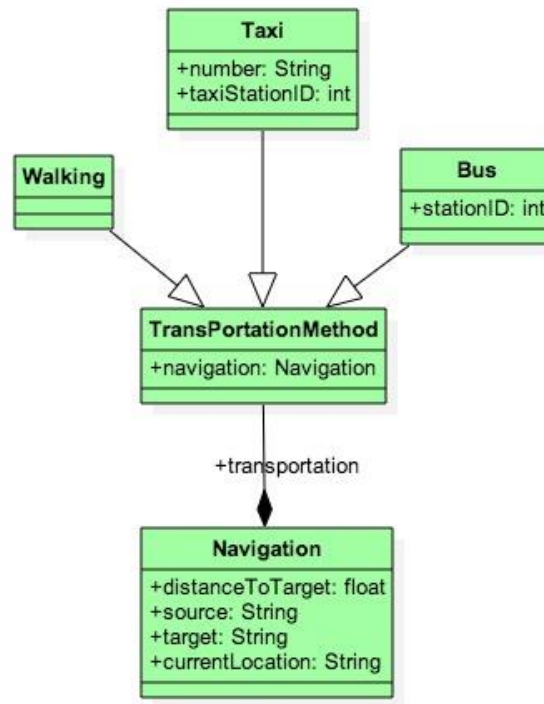 Taxi
+number: String
+taxiStationID: int
Walking
Bus
+stationID: int
TransPortationMethod
+navigation: Navigation
+transportation
Navigation
+distanceToTarget: float
+source: String
+target: String
+currentLocation: String